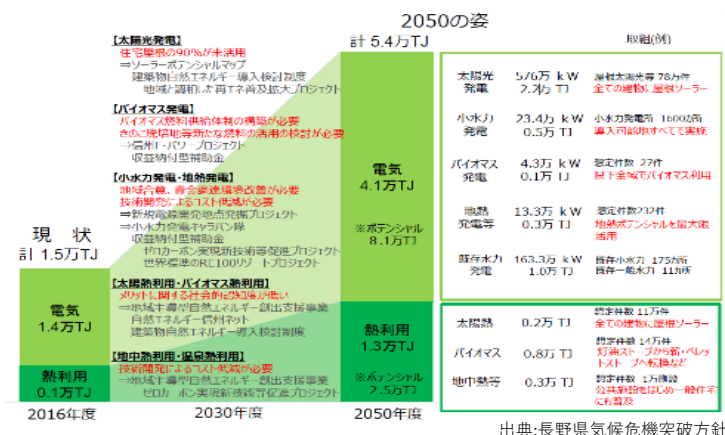 2050の姿
計 5.4万TJ
取組(例)
【太陽光発電】
住宅屋根の90%が未活用
⇒ソーラーポテンシャルマップ
建築物自然エネルギー導入検討制度
地域と調和した再エネ普及拡大プロジェクト
【バイオマス発電】
バイオマス燃料供給体制の構築が必要
きのこ廃培地等新たな燃料の活用の検討が必要
⇒信州F・パワープロジェクト
収益納付型補助金
【小水力発電・地熱発電】
地域合意、資金調達環境改善が必要
技術開発によるコスト低減が必要
⇒新規電源開発地点発掘プロジェクト
⇒小水力発電キャラバン隊
収益納付型補助金
ゼロカーボン実現新技術等促進プロジェクト
世界標準のRE100リゾートプロジェクト
【太陽熱利用・バイオマス熱利用】
メリットに関する社会的認知度が低い
⇒地域主導型自然エネルギー創出支援事業
自然エネルギー信州ネット
建築物自然エネルギー導入検討制度
【地中熱利用・温泉熱利用】
技術開発によるコスト低減が必要
⇒地域主導型自然エネルギー創出支援事業
ゼロカーボン実現新技術等促進プロジェクト
現 状
計 1.5万TJ
電気
1.4万TJ
熱利用
0.1万TJ
電気
4.1万TJ
※ポテンシャル
8.1万TJ
熱利用
1.3万TJ
※ポテンシャル
2.5万TJ
2016年度
2030年度
2050年度
太陽光
発電
576万 kW
2.2万 TJ
屋根太陽光等 78万件
全ての建物に屋根ソーラー
小水力
発電
23.4万 kW
0.5万 TJ
小水力発電所 1600カ所
導入可能地すべてで実施
バイオマス
発電
4.3万 kW
0.1万 TJ
想定件数 27件
県下全域でバイオマス利用
地熱
発電等
13.3万 kW
0.3万 TJ
想定件数232件
地熱ポテンシャルを最大限
活用
既存水力
発電
163.3万 kW
1.0万 TJ
既存小水力 175カ所
既存一般水力 11カ所
太陽熱
0.2万 TJ
想定件数 11万件
全ての建物に屋根ソーラー
バイオマス
0.8万 TJ
想定件数 14万件
灯油ストーブから薪・ペレッ
トストーブへ転換など
地中熱等
0.3万 TJ
想定件数 1万施設
公共施設をはじめ一般住宅
にも普及
出典:長野県気候危機突破方針